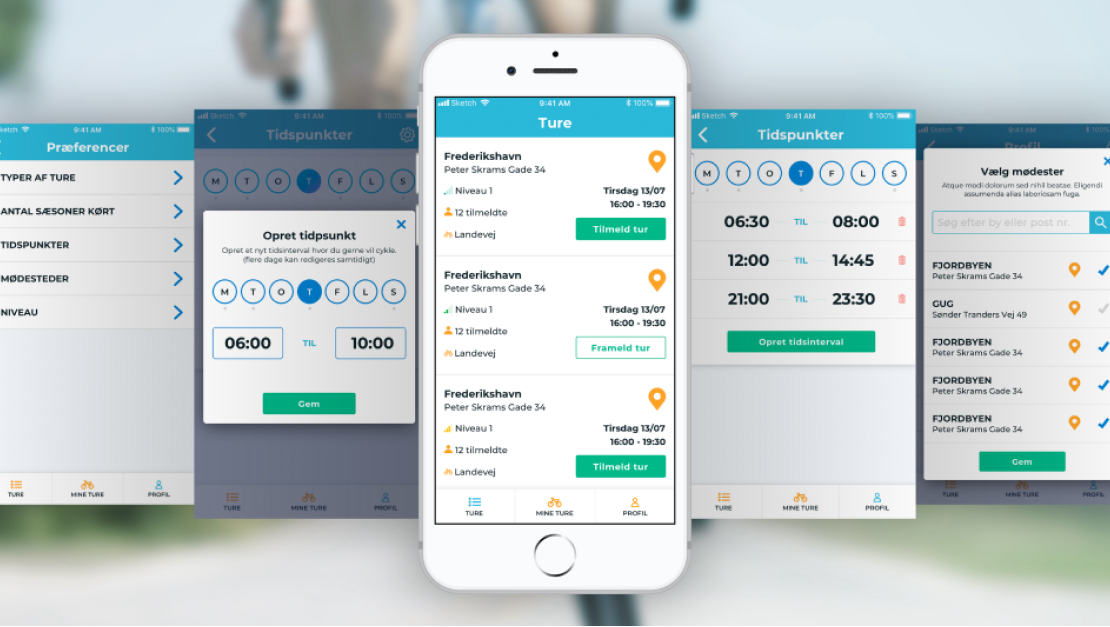 Sketch
9:41 AM
100%
Præferencer
TYPER AF TURE
ANTAL SÆSONER KØRT
TIDSPUNKTER
MØDESTEDER
NIVEAU
TURE
MINE TURE
PROFIL
Sketch
9:41 AM
100%
Tidspunkter
M T O T F L S
Opret tidpsunkt
Opret et nyt tidsinterval hvor du gerne vil cykle.
(flere dage kan redigeres samtidigt)
M T O T F L S
06:00 TIL 10:00
Gem
TURE
MINE TURE
PROFIL
Sketch
9:41 AM
100%
Ture
Frederikshavn
Peter Skrams Gade 34
Niveau 1
Tirsdag 13/07
16:00 - 19:30
12 tilmeldte
Landevej
Tilmeld tur
Frederikshavn
Peter Skrams Gade 34
Niveau 1
Tirsdag 13/07
16:00 - 19:30
12 tilmeldte
Landevej
Frameld tur
Frederikshavn
Peter Skrams Gade 34
Niveau 1
Tirsdag 13/07
16:00 - 19:30
12 tilmeldte
Landevej
Tilmeld tur
TURE
MINE TURE
PROFIL
Sketch
9:41 AM
100%
Tidspunkter
M T O T F L S
06:30 TIL 08:00
12:00 TIL 14:45
21:00 TIL 23:30
Opret tidsinterval
TURE
MINE TURE
PROFIL
Sketch
9:41 AM
100%
Profil
Vælg mødester
Atque modi dolorum sed nihil beatae. Eligendi
assumenda alias laboriosam fuga.
Søg efter by eller post nr.
FJORDBYEN
Peter Skrams Gade 34
GUG
Sønder Tranders Vej 49
FJORDBYEN
Peter Skrams Gade 34
FJORDBYEN
Peter Skrams Gade 34
FJORDBYEN
Peter Skrams Gade 34
Gem
TURE
MINE TURE
PROFIL